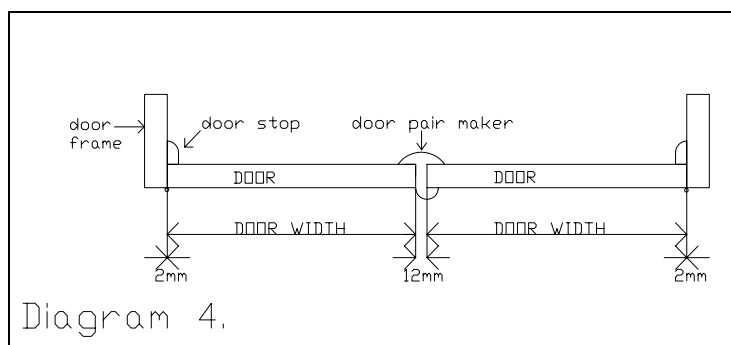 door frame
door stop
door pair maker
DOOR
DOOR
DOOR WIDTH
DOOR WIDTH
2mm
12mm
2mm
Diagram 4.